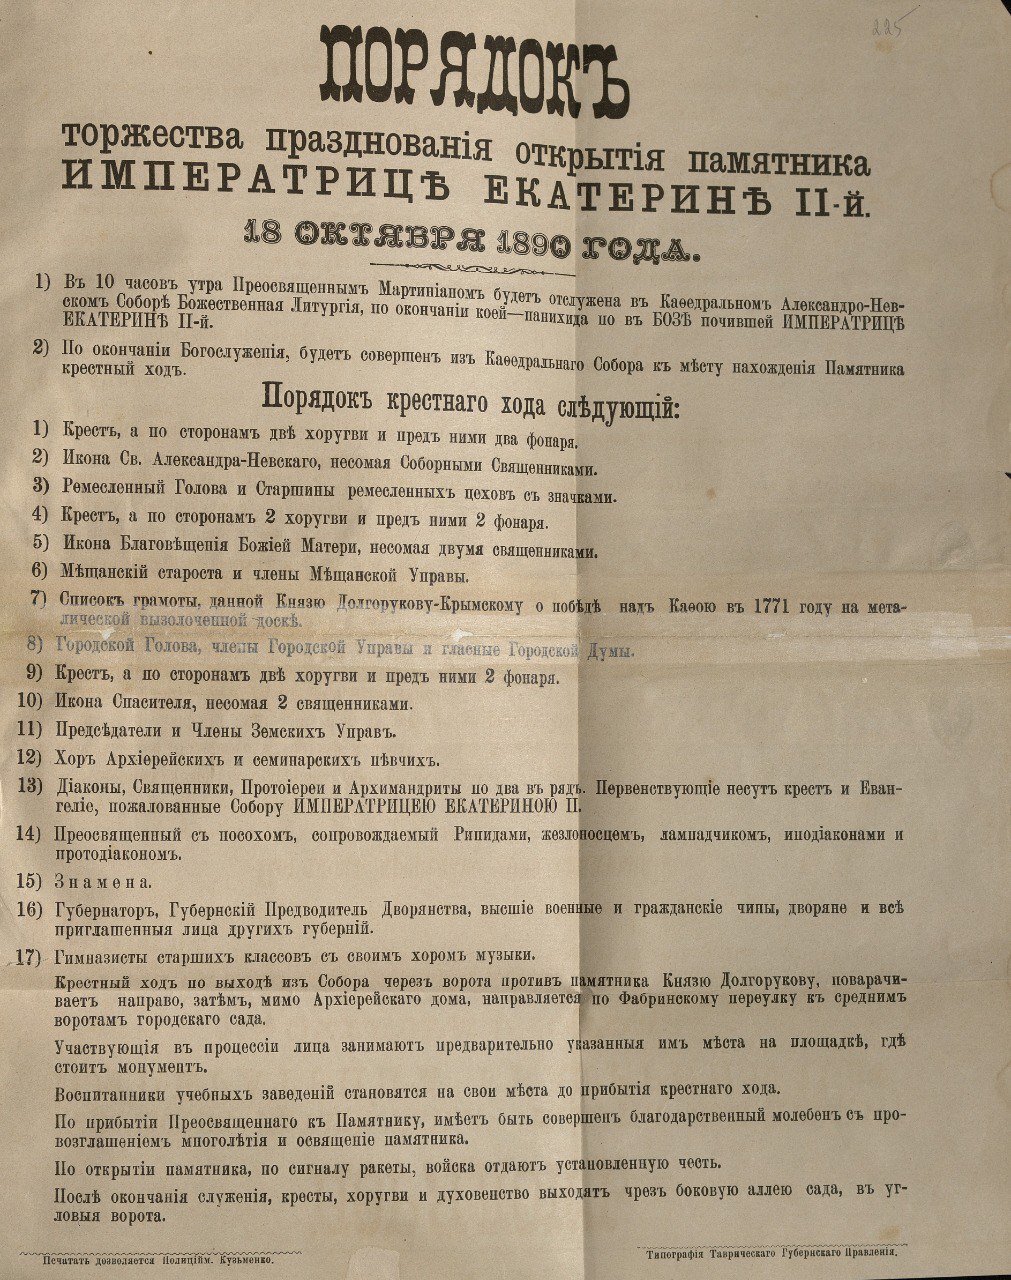 225
ПОРЯДОКЪ
торжества празднованія открытія памятника
ИМПЕРАТРИЦѢ ЕКАТЕРИНѢ II-й.
18 ОКТЯБРЯ 1890 ГОДА.
1) Въ 10 часовъ утра Преосвященнымъ Мартиніаномъ будетъ отслужена въ Каѳедральномъ Александро-Нев-
скомъ Соборѣ Божественная Литургія, по окончаніи коей—панихида по въ БОЗѢ почившей ИМПЕРАТРИЦѢ
ЕКАТЕРИНѢ II-й.
2) По окончаніи Богослуженія, будетъ совершенъ изъ Каѳедральнаго Собора къ мѣсту нахожденія Памятника
крестный ходъ.
Порядокъ крестнаго хода слѣдующій:
1) Крестъ, а по сторонамъ двѣ хоругви и предъ ними два фонаря.
2) Икона Св. Александра-Невскаго, несомая Соборными Священниками.
3) Ремесленный Голова и Старшины ремесленныхъ цеховъ съ значками.
4) Крестъ, а по сторонамъ 2 хоругви и предъ ними 2 фонаря.
5) Икона Благовѣщенія Божіей Матери, несомая двумя священниками.
6) Мѣщанскій староста и члены Мѣщанской Управы.
7) Списокъ грамоты, данной Князю Долгорукову-Крымскому о побѣдѣ надъ Каѳою въ 1771 году на мета-
лической вызолоченной доскѣ.
8) Городской Голова, члены Городской Управы и гласные Городской Думы.
9) Крестъ, а по сторонамъ двѣ хоругви и предъ ними 2 фонаря.
10) Икона Спасителя, несомая 2 священниками.
11) Предсѣдатели и Члены Земскихъ Управъ.
12) Хоръ Архіерейскихъ и семинарскихъ пѣвчихъ.
13) Діаконы, Священники, Протоіереи и Архимандриты по два въ рядъ. Первенствующіе несутъ крестъ и Еван-
геліе, пожалованные Собору ИМПЕРАТРИЦЕЮ ЕКАТЕРИНОЮ II.
14) Преосвященный съ посохомъ, сопровождаемый Рипидами, жезлоносцемъ, лампадчикомъ, иподіаконами и
протодіакономъ.
15) Знамена.
16) Губернаторъ, Губернскій Предводитель Дворянства, высшіе военные и гражданскіе чины, дворяне и всѣ
приглашенныя лица другихъ губерній.
17) Гимназисты старшихъ классовъ съ своимъ хоромъ музыки.
Крестный ходъ по выходѣ изъ Собора черезъ ворота противъ памятника Князю Долгорукову, поварачи-
ваетъ направо, затѣмъ, мимо Архіерейскаго дома, направляется по Фабринскому переулку къ среднимъ
воротамъ городскаго сада.
Участвующія въ процессіи лица занимаютъ предварительно указанныя имъ мѣста на площадкѣ, гдѣ
стоитъ монументъ.
Воспитанники учебныхъ заведеній становятся на свои мѣста до прибытія крестнаго хода.
По прибытіи Преосвященнаго къ Памятнику, имѣетъ быть совершенъ благодарственный молебенъ съ про-
возглашеніемъ многолѣтія и освященіе памятника.
По открытіи памятника, по сигналу ракеты, войска отдаютъ установленную честь.
Послѣ окончанія служенія, кресты, хоругви и духовенство выходятъ чрезъ боковую аллею сада, въ уг-
ловыя ворота.
Печатать дозволяется Полиційм. Кузьменко.
Типографія Таврическаго Губернскаго Правленія.